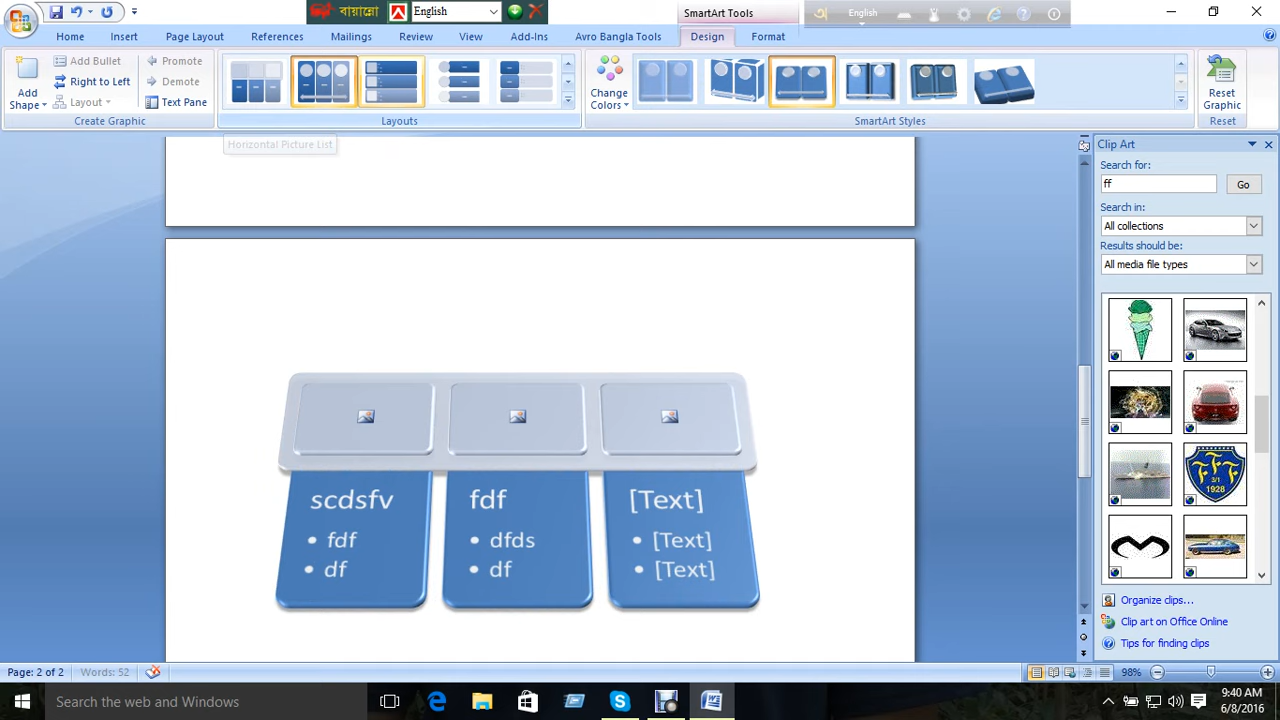 বায়ান্নো
English
SmartArt Tools
English
Home
Insert
Page Layout
References
Mailings
Review
View
Add-Ins
Avro Bangla Tools
Design
Format
Add Shape
Add Bullet
Right to Left
Layout
Promote
Demote
Text Pane
Create Graphic
Layouts
Change Colors
SmartArt Styles
Reset Graphic
Reset
Horizontal Picture List
Clip Art
Search for:
ff
Go
Search in:
All collections
Results should be:
All media file types
FFF
3/1
1928
scdsfv
• fdf
• df
fdf
• dfds
• df
[Text]
• [Text]
• [Text]
Organize clips...
Clip art on Office Online
Tips for finding clips
Page: 2 of 2
Words: 52
98%
Search the web and Windows
9:40 AM
6/8/2016